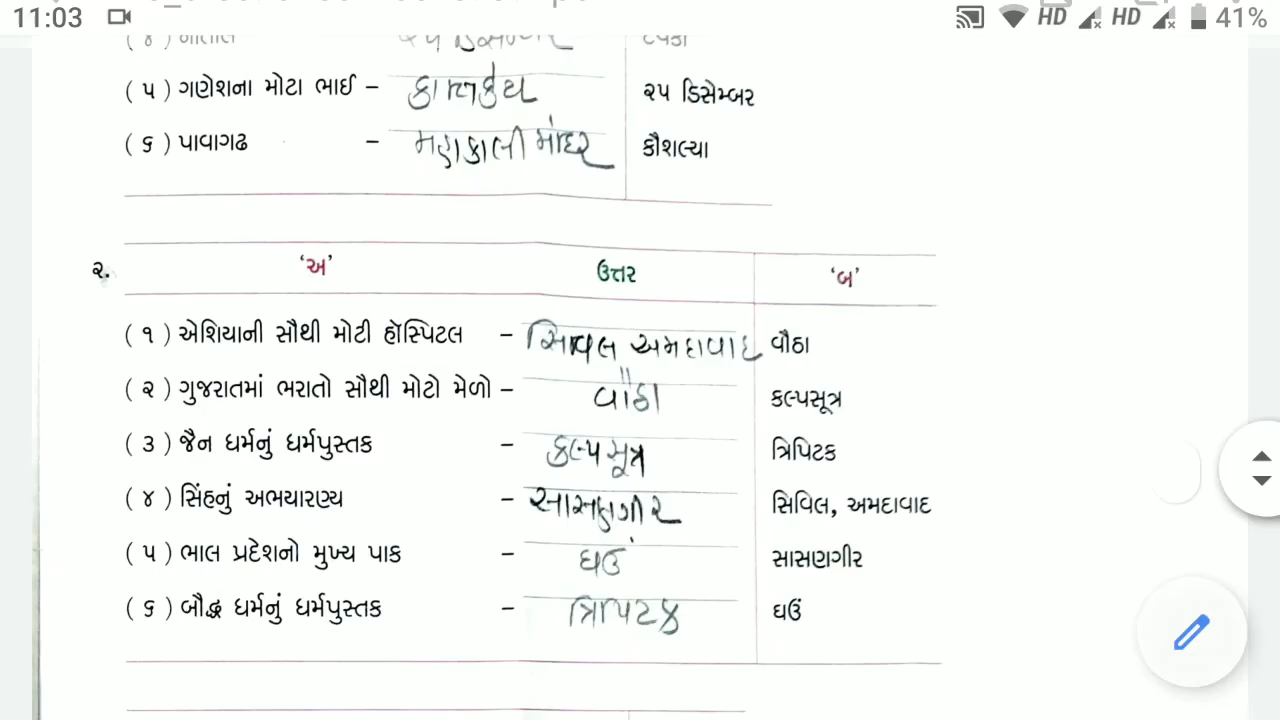 11:03 HD HD 41%
(૫) ગણેશના મોટા ભાઈ – કાર્તિકેય ૨૫ ડિસેમ્બર
(૬) પાવાગઢ – મહાકાલી મંદિર કૌશલ્યા
૨. ‘અ’ ઉત્તર ‘બ’
(૧) એશિયાની સૌથી મોટી હૉસ્પિટલ – સિવિલ અમદાવાદ વૌઠા
(૨) ગુજરાતમાં ભરાતો સૌથી મોટો મેળો – વૌઠા કલ્પસૂત્ર
(૩) જૈન ધર્મનું ધર્મપુસ્તક – કલ્પસૂત્ર ત્રિપિટક
(૪) સિંહનું અભયારણ્ય – સાસણગીર સિવિલ, અમદાવાદ
(૫) ભાલ પ્રદેશનો મુખ્ય પાક – ઘઉં સાસણગીર
(૬) બૌદ્ધ ધર્મનું ધર્મપુસ્તક – ત્રિપિટક ઘઉં